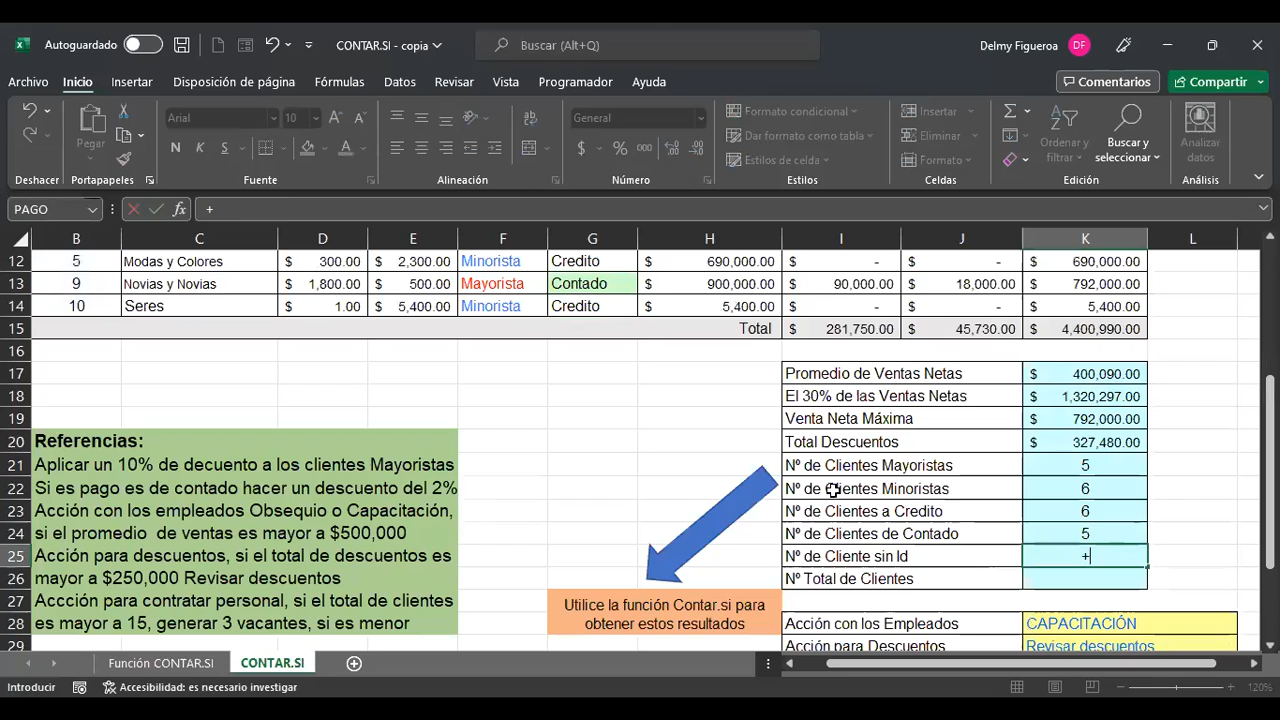 Autoguardado
CONTAR.SI - copia
Buscar (Alt+Q)
Delmy Figueroa
DF
Archivo Inicio Insertar Disposición de página Fórmulas Datos Revisar Vista Programador Ayuda
Comentarios
Compartir
Pegar
Arial 10
General
Formato condicional
Dar formato como tabla
Estilos de celda
Insertar
Eliminar
Formato
Ordenar y filtrar
Buscar y seleccionar
Analizar datos
Deshacer Portapapeles Fuente Alineación Número Estilos Celdas Edición Análisis
PAGO fx +
B C D E F G H I J K L
12 5 Modas y Colores $ 300.00 $ 2,300.00 Minorista Credito $ 690,000.00 $ - $ - $ 690,000.00
13 9 Novias y Novias $ 1,800.00 $ 500.00 Mayorista Contado $ 900,000.00 $ 90,000.00 $ 18,000.00 $ 792,000.00
14 10 Seres $ 1.00 $ 5,400.00 Minorista Credito $ 5,400.00 $ - $ - $ 5,400.00
15 Total $ 281,750.00 $ 45,730.00 $ 4,400,990.00
16
17 Promedio de Ventas Netas $ 400,090.00
18 El 30% de las Ventas Netas $ 1,320,297.00
19 Venta Neta Máxima $ 792,000.00
20 Referencias: Total Descuentos $ 327,480.00
21 Aplicar un 10% de decuento a los clientes Mayoristas Nº de Clientes Mayoristas 5
22 Si es pago es de contado hacer un descuento del 2% Nº de Clientes Minoristas 6
23 Acción con los empleados Obsequio o Capacitación, Nº de Clientes a Credito 6
24 si el promedio de ventas es mayor a $500,000 Nº de Clientes de Contado 5
25 Acción para descuentos, si el total de descuentos es Nº de Cliente sin Id +
26 mayor a $250,000 Revisar descuentos Nº Total de Clientes
27 Accción para contratar personal, si el total de clientes Utilice la función Contar.si para
28 es mayor a 15, generar 3 vacantes, si es menor obtener estos resultados Acción con los Empleados CAPACITACIÓN
29 Acción para Descuentos Revisar descuentos
Función CONTAR.SI CONTAR.SI
Introducir Accesibilidad: es necesario investigar 120%